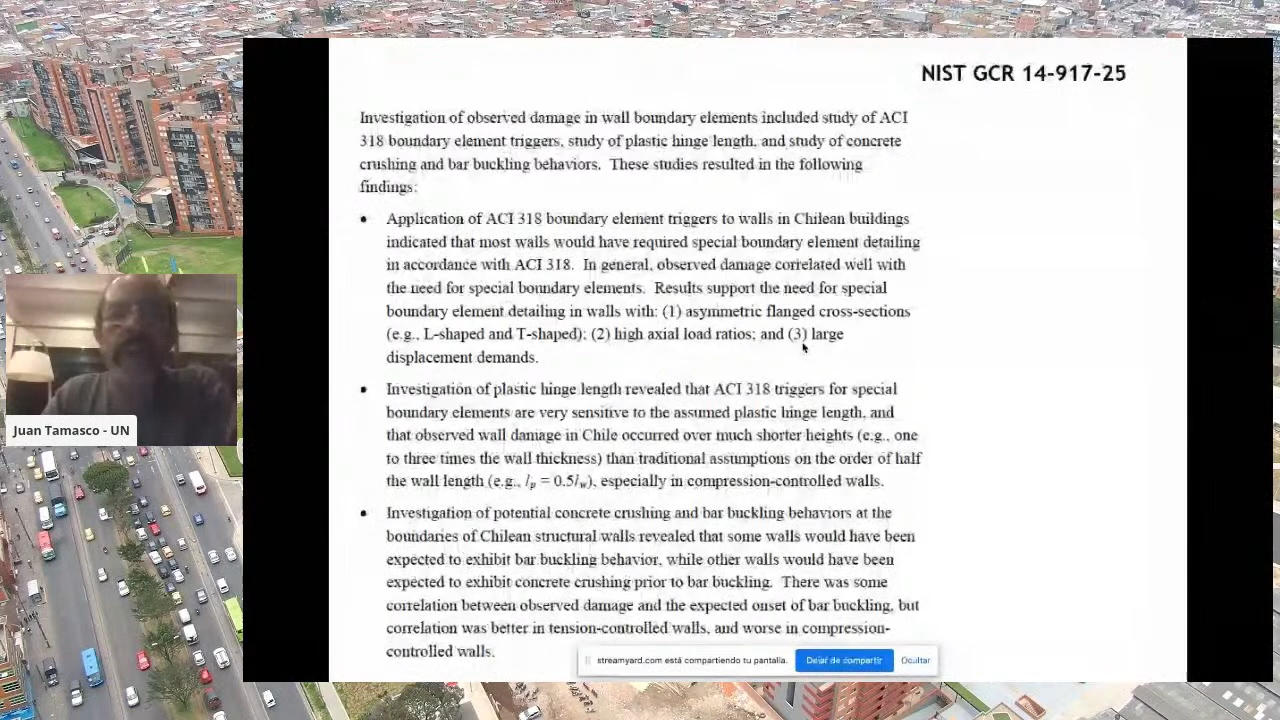 NIST GCR 14-917-25
Investigation of observed damage in wall boundary elements included study of ACI
318 boundary element triggers, study of plastic hinge length, and study of concrete
crushing and bar buckling behaviors. These studies resulted in the following
findings:
• Application of ACI 318 boundary element triggers to walls in Chilean buildings
indicated that most walls would have required special boundary element detailing
in accordance with ACI 318. In general, observed damage correlated well with
the need for special boundary elements. Results support the need for special
boundary element detailing in walls with: (1) asymmetric flanged cross-sections
(e.g., L-shaped and T-shaped); (2) high axial load ratios; and (3) large
displacement demands.
• Investigation of plastic hinge length revealed that ACI 318 triggers for special
boundary elements are very sensitive to the assumed plastic hinge length, and
that observed wall damage in Chile occurred over much shorter heights (e.g., one
to three times the wall thickness) than traditional assumptions on the order of half
the wall length (e.g., lp = 0.5lw), especially in compression-controlled walls.
• Investigation of potential concrete crushing and bar buckling behaviors at the
boundaries of Chilean structural walls revealed that some walls would have been
expected to exhibit bar buckling behavior, while other walls would have been
expected to exhibit concrete crushing prior to bar buckling. There was some
correlation between observed damage and the expected onset of bar buckling, but
correlation was better in tension-controlled walls, and worse in compression-
controlled walls.
streamyard.com está compartiendo tu pantalla.
Dejar de compartir
Ocultar
Juan Tamasco - UN